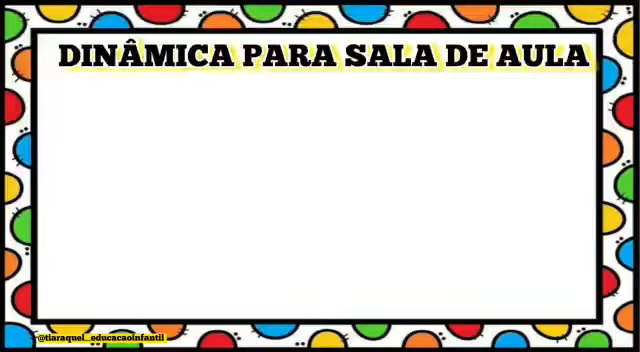 DINÂMICA PARA SALA DE AULA
@tiaraquel_educacaoinfantil